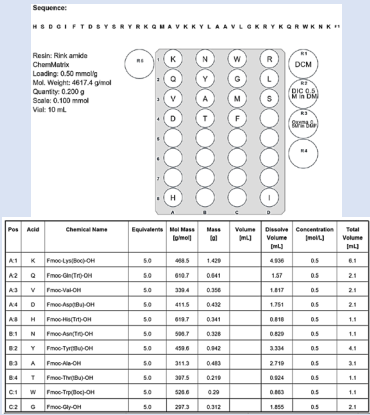 Sequence:
H S D G I F T D S Y S R Y R K Q M A V K K Y L A A V L G K R Y K Q R W K N K
Resin: Rink amide
ChemMatrix
Loading: 0.50 mmol/g
Mol. Weight: 4617.4 g/mol
Quantity: 0.200 g
Scale: 0.100 mmol
Vial: 10 mL
1 K N W R
2 Q Y G L
3 V A M S
4 D T F
5
6
7
8 H I
A B C D
R1
DCM
R2
DIC 0.5
M in DM
R3
R4
Pos Acid Chemical Name Equivalents Mol Mass [g/mol] Mass [g] Volume [mL] Dissolve Volume [mL] Concentration [mol/L] Total Volume [mL]
A:1 K Fmoc-Lys(Boc)-OH 5.0 468.5 1.429 4.936 0.5 6.1
A:2 Q Fmoc-Gln(Trt)-OH 5.0 610.7 0.641 1.57 0.5 2.1
A:3 V Fmoc-Val-OH 5.0 339.4 0.356 1.817 0.5 2.1
A:4 D Fmoc-Asp(tBu)-OH 5.0 411.5 0.432 1.751 0.5 2.1
A:8 H Fmoc-His(Trt)-OH 5.0 619.7 0.341 0.818 0.5 1.1
B:1 N Fmoc-Asn(Trt)-OH 5.0 596.7 0.328 0.829 0.5 1.1
B:2 Y Fmoc-Tyr(tBu)-OH 5.0 459.6 0.942 3.334 0.5 4.1
B:3 A Fmoc-Ala-OH 5.0 311.3 0.483 2.719 0.5 3.1
B:4 T Fmoc-Thr(tBu)-OH 5.0 397.5 0.219 0.924 0.5 1.1
C:1 W Fmoc-Trp(Boc)-OH 5.0 526.6 0.29 0.863 0.5 1.1
C:2 G Fmoc-Gly-OH 5.0 297.3 0.312 1.855 0.5 2.1